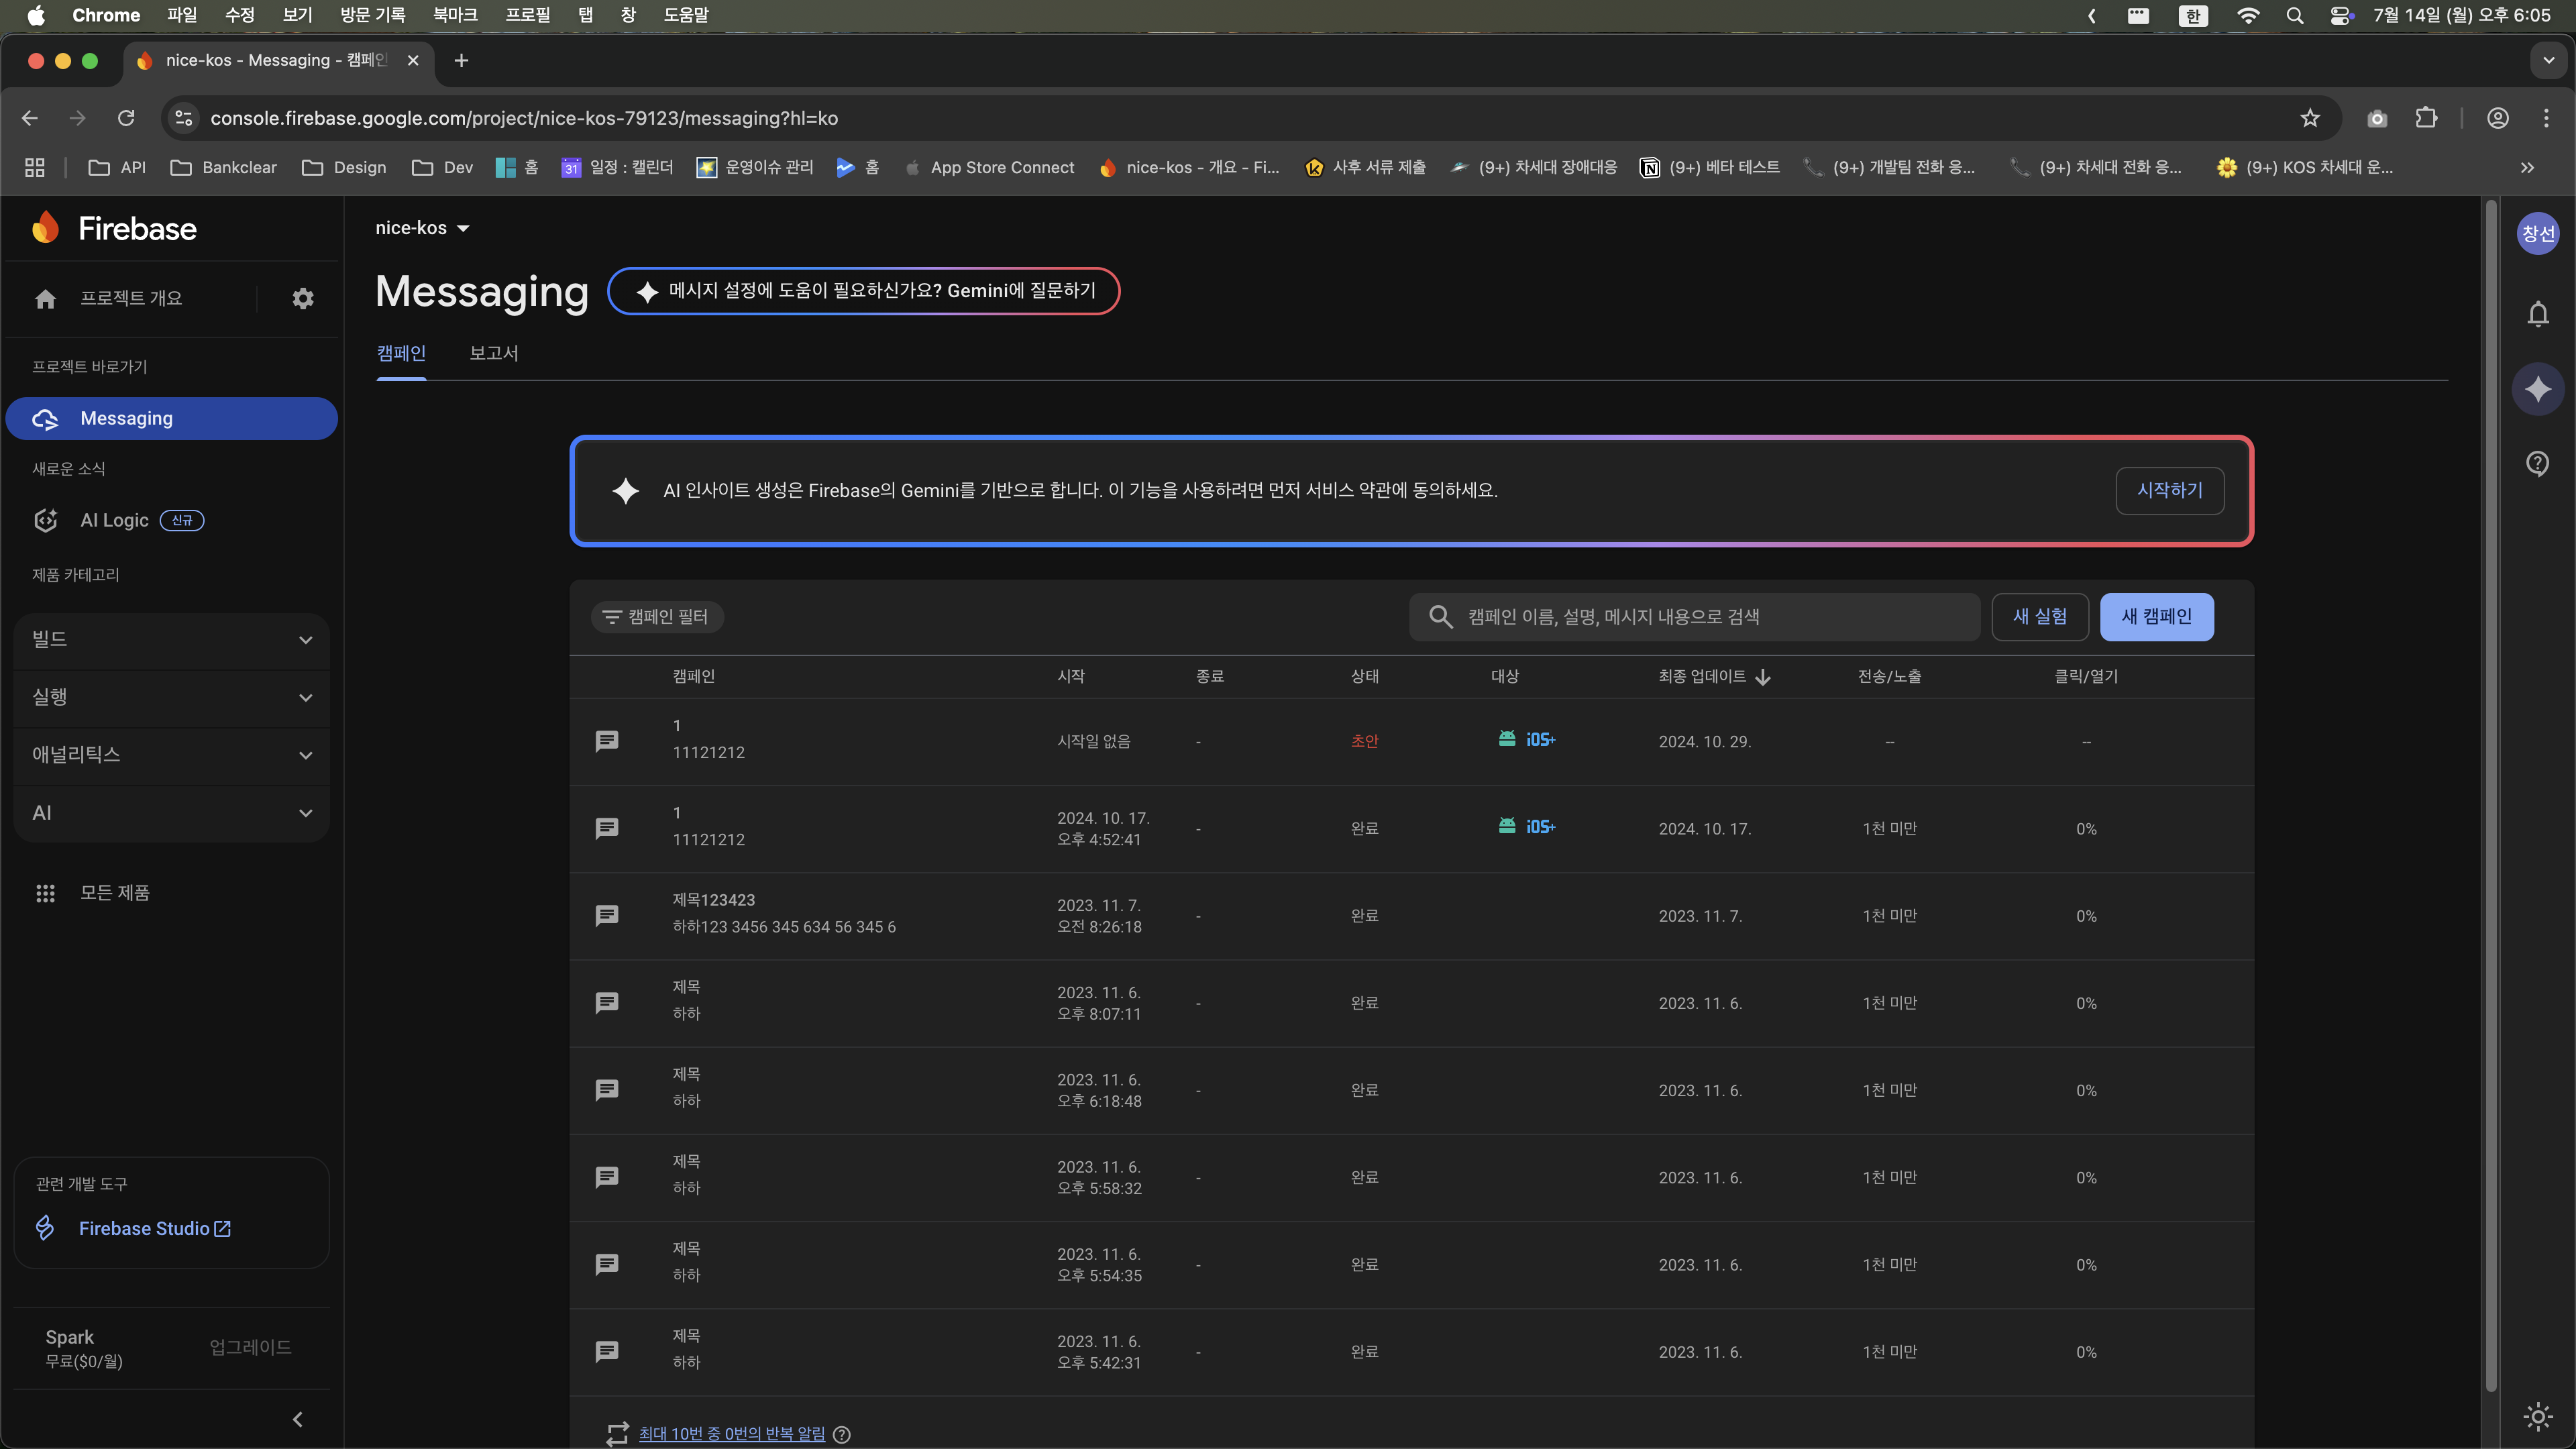 Chrome 파일 수정 보기 방문 기록 북마크 프로필 탭 창 도움말 한 7월 14일 (월) 오후 6:05
nice-kos - Messaging - 캠페인
console.firebase.google.com/project/nice-kos-79123/messaging?hl=ko
API Bankclear Design Dev 홈 31 일정 : 캘린더 운영이슈 관리 홈 App Store Connect nice-kos - 개요 - Fi... 사후 서류 제출 (9+) 차세대 장애대응 (9+) 베타 테스트 (9+) 개발팀 전화 응... (9+) 차세대 전화 응... (9+) KOS 차세대 운...
Firebase
프로젝트 개요
프로젝트 바로가기
Messaging
새로운 소식
AI Logic 신규
제품 카테고리
빌드
실행
애널리틱스
AI
모든 제품
관련 개발 도구
Firebase Studio
Spark
무료($0/월)
업그레이드
nice-kos
창선
Messaging
메시지 설정에 도움이 필요하신가요? Gemini에 질문하기
캠페인 보고서
AI 인사이트 생성은 Firebase의 Gemini를 기반으로 합니다. 이 기능을 사용하려면 먼저 서비스 약관에 동의하세요. 시작하기
캠페인 필터 캠페인 이름, 설명, 메시지 내용으로 검색 새 실험 새 캠페인
캠페인 시작 종료 상태 대상 최종 업데이트 전송/노출 클릭/열기
1
11121212
시작일 없음 - 초안 iOS+ 2024. 10. 29. -- --
1
11121212
2024. 10. 17.
오후 4:52:41
- 완료 iOS+ 2024. 10. 17. 1천 미만 0%
제목123423
하하123 3456 345 634 56 345 6
2023. 11. 7.
오전 8:26:18
- 완료 2023. 11. 7. 1천 미만 0%
제목
하하
2023. 11. 6.
오후 8:07:11
- 완료 2023. 11. 6. 1천 미만 0%
제목
하하
2023. 11. 6.
오후 6:18:48
- 완료 2023. 11. 6. 1천 미만 0%
제목
하하
2023. 11. 6.
오후 5:58:32
- 완료 2023. 11. 6. 1천 미만 0%
제목
하하
2023. 11. 6.
오후 5:54:35
- 완료 2023. 11. 6. 1천 미만 0%
제목
하하
2023. 11. 6.
오후 5:42:31
- 완료 2023. 11. 6. 1천 미만 0%
최대 10번 중 0번의 반복 알림